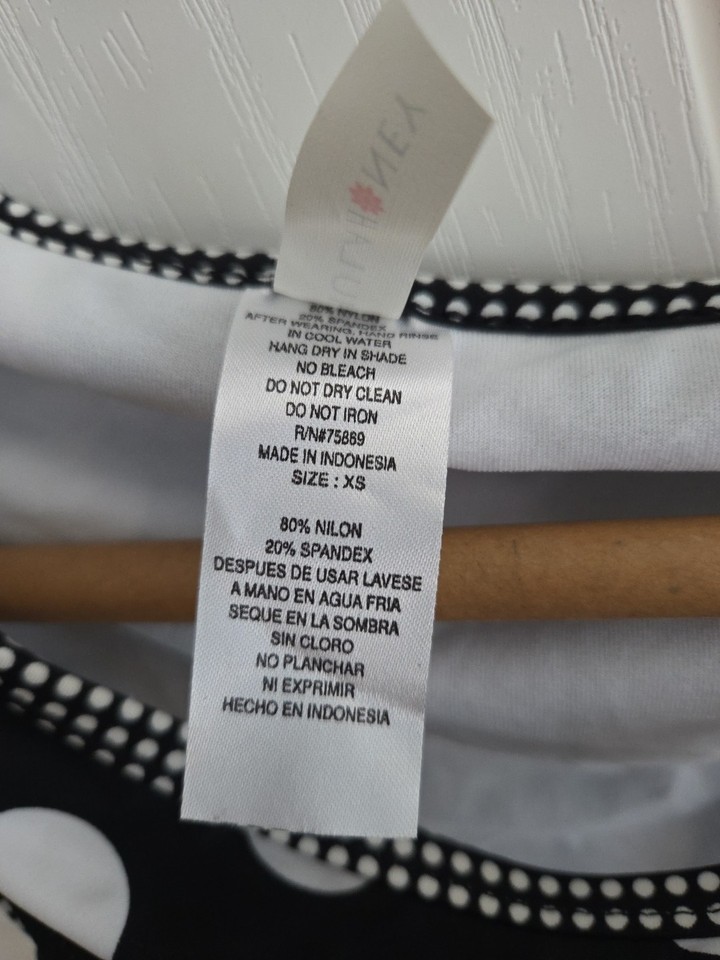 80% NYLON
20% SPANDEX
AFTER WEARING, HAND RINSE
IN COOL WATER
HANG DRY IN SHADE
NO BLEACH
DO NOT DRY CLEAN
DO NOT IRON
R/N#75869
MADE IN INDONESIA
SIZE : XS
80% NILON
20% SPANDEX
DESPUES DE USAR LAVESE
A MANO EN AGUA FRIA
SEQUE EN LA SOMBRA
SIN CLORO
NO PLANCHAR
NI EXPRIMIR
HECHO EN INDONESIA